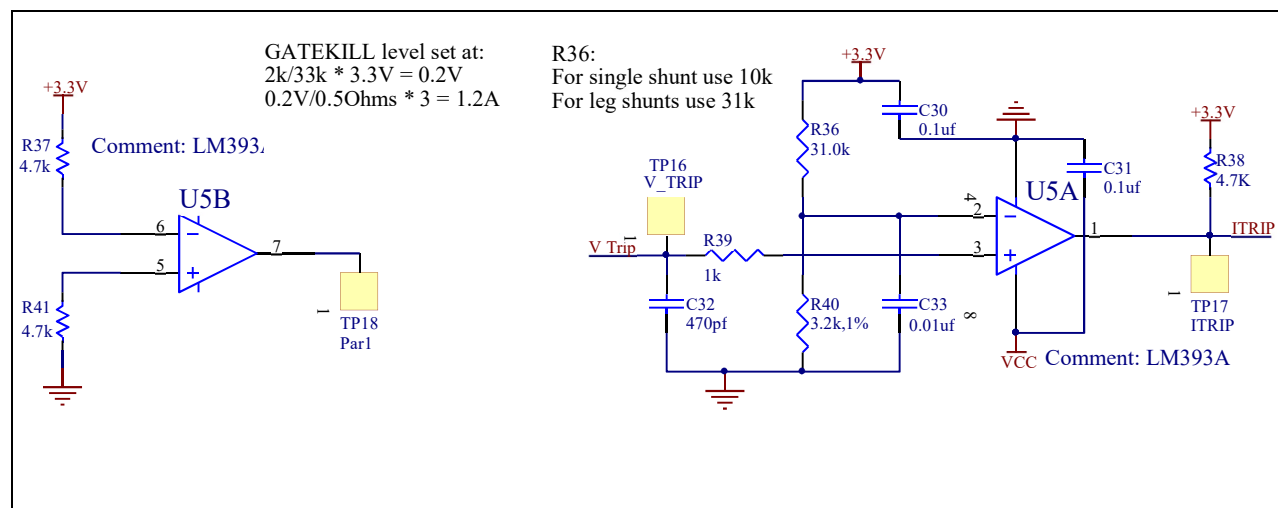 GATEKILL level set at:
2k/33k * 3.3V = 0.2V
0.2V/0.5Ohms * 3 = 1.2A
R36:
For single shunt use 10k
For leg shunts use 31k
+3.3V
R37
4.7k
Comment: LM393A
U5B
6
5
7
R41
4.7k
1
TP18
Par1
+3.3V
C30
0.1uf
R36
31.0k
TP16
V_TRIP
1
V Trip
R39
1k
C32
470pf
R40
3.2k,1%
C33
0.01uf
4
2
3
8
U5A
1
C31
0.1uf
+3.3V
R38
4.7K
ITRIP
1
TP17
ITRIP
VCC
Comment: LM393A